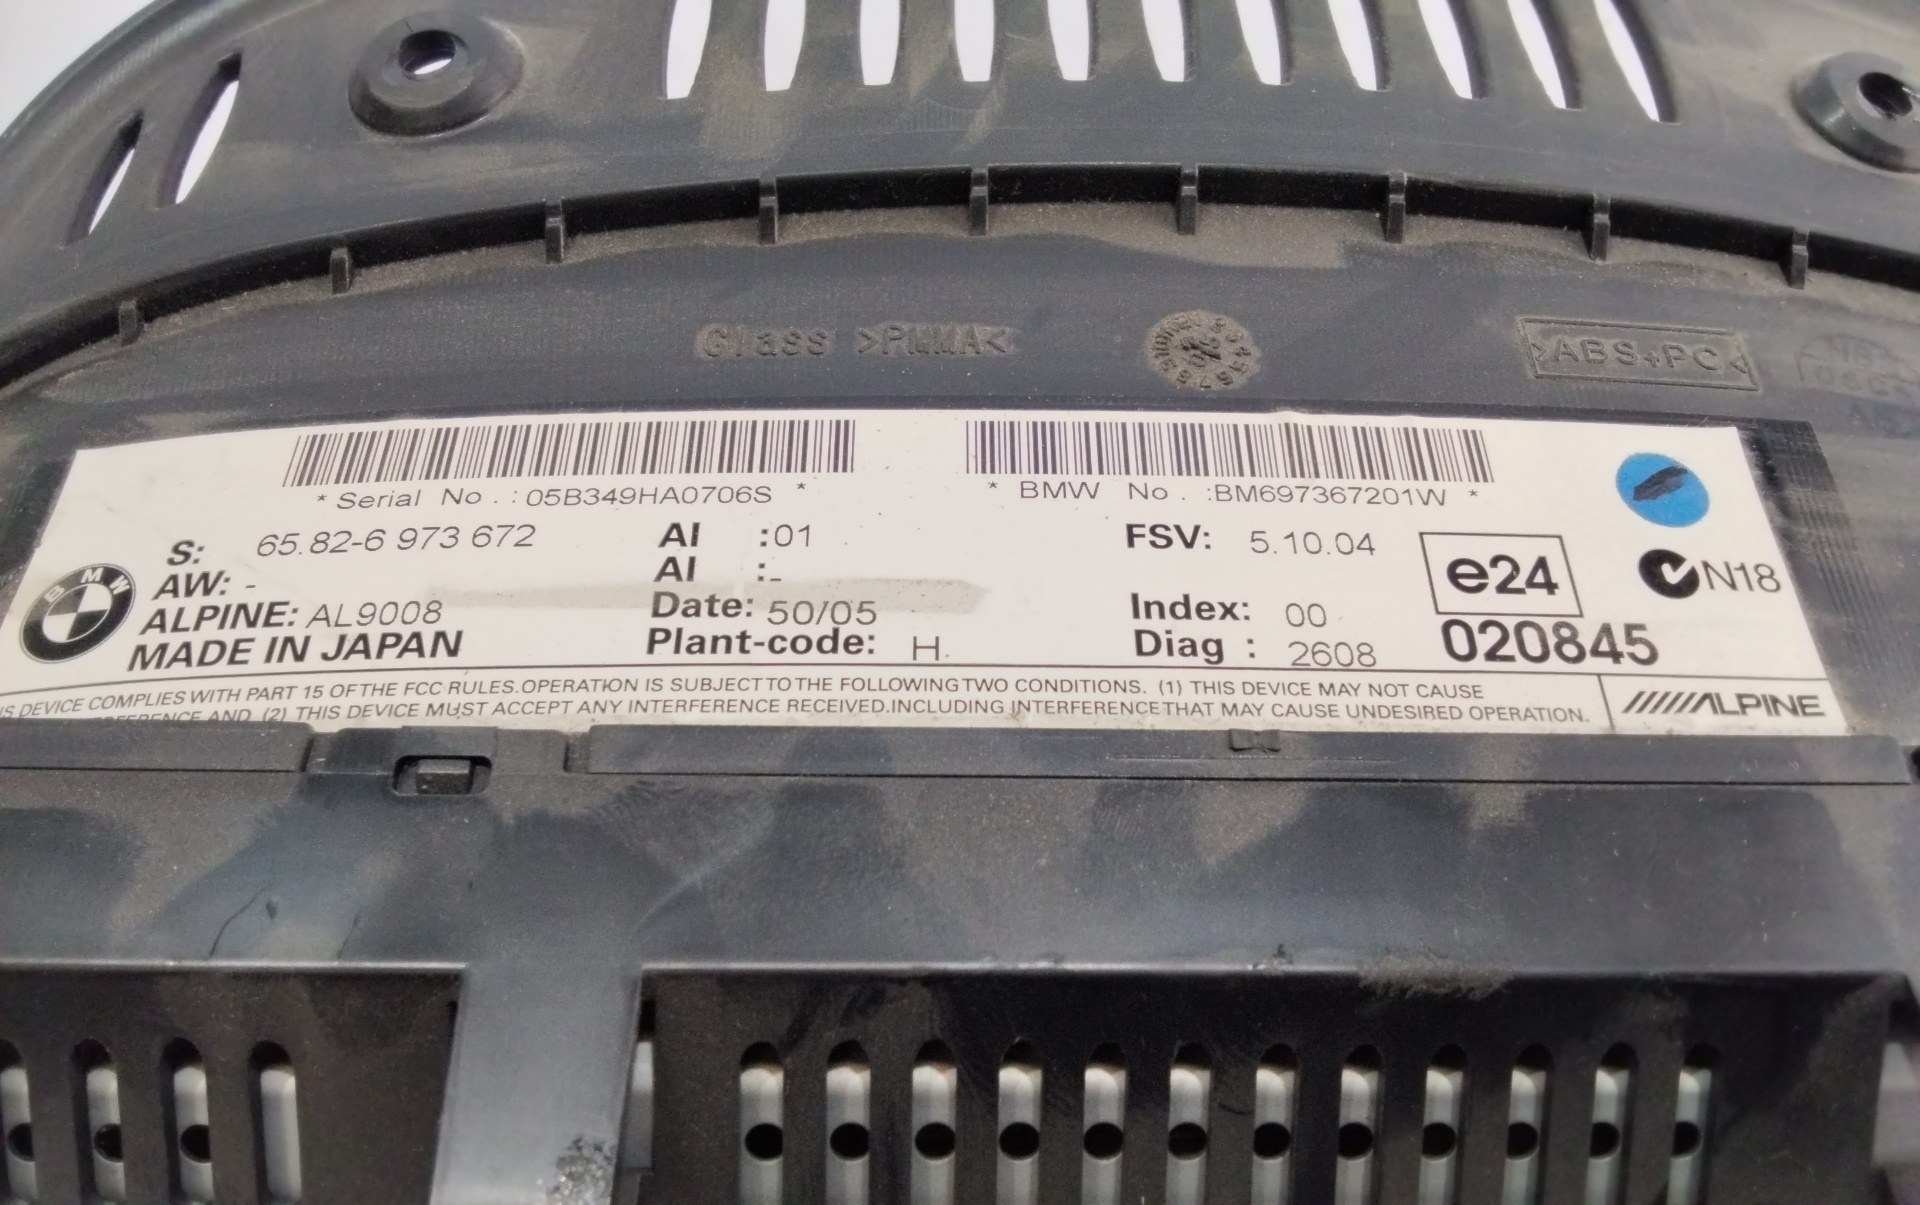 Glass >PMMA<
>ABS+PC<
* Serial No. : 05B349HA0706S *
* BMW No. :BM697367201W *
BMW
S: 65.82-6 973 672
AW: -
ALPINE: AL9008
MADE IN JAPAN
AI :01
AI :-
Date: 50/05
Plant-code: H
FSV: 5.10.04
Index: 00
Diag : 2608
e24
020845
N18
DEVICE COMPLIES WITH PART 15 OF THE FCC RULES.OPERATION IS SUBJECT TO THE FOLLOWING TWO CONDITIONS. (1) THIS DEVICE MAY NOT CAUSE
AND (2) THIS DEVICE MUST ACCEPT ANY INTERFERENCE RECEIVED.INCLUDING INTERFERENCE THAT MAY CAUSE UNDESIRED OPERATION.
ALPINE